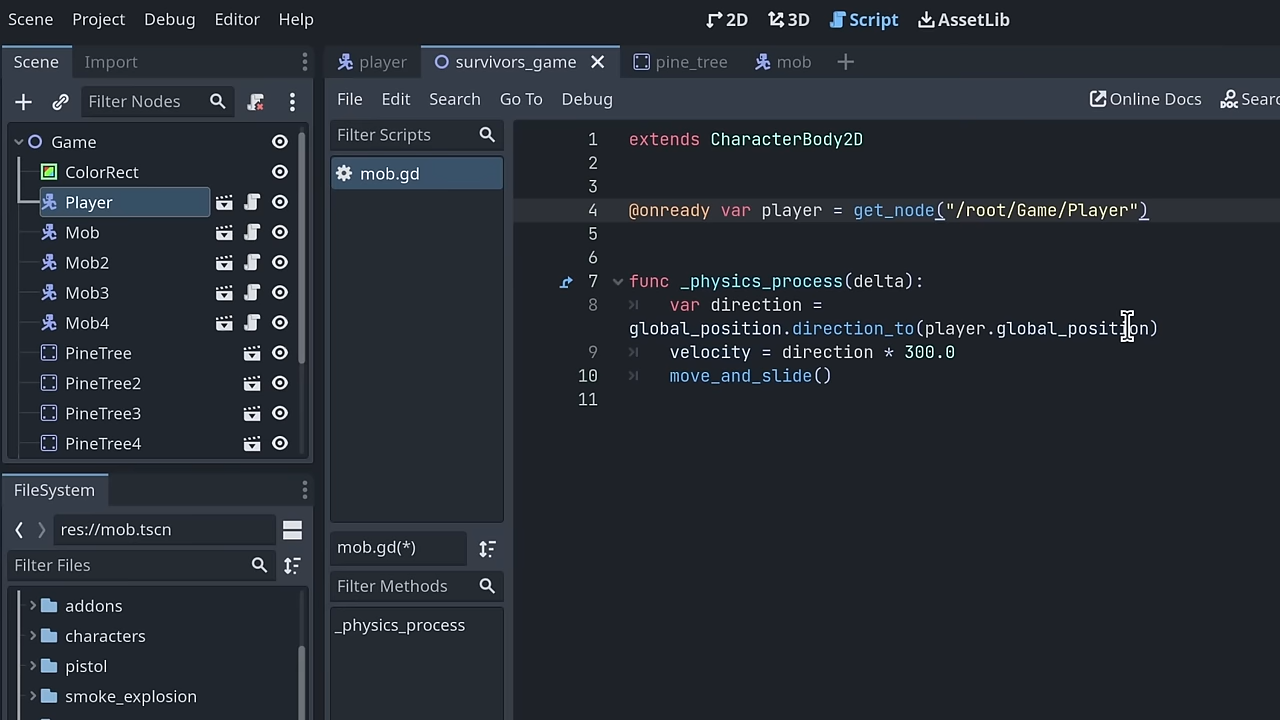 Scene Project Debug Editor Help 2D 3D Script AssetLib
Scene Import player survivors_game pine_tree mob
Filter Nodes File Edit Search Go To Debug Online Docs
Game
ColorRect
Player
Mob
Mob2
Mob3
Mob4
PineTree
PineTree2
PineTree3
PineTree4
FileSystem
res://mob.tscn
Filter Files
addons
characters
pistol
smoke_explosion
Filter Scripts
mob.gd
mob.gd(*)
Filter Methods
_physics_process
1 extends CharacterBody2D
2
3
4 @onready var player = get_node("/root/Game/Player")
5
6
7 func _physics_process(delta):
8 var direction =
global_position.direction_to(player.global_position)
9 velocity = direction * 300.0
10 move_and_slide()
11